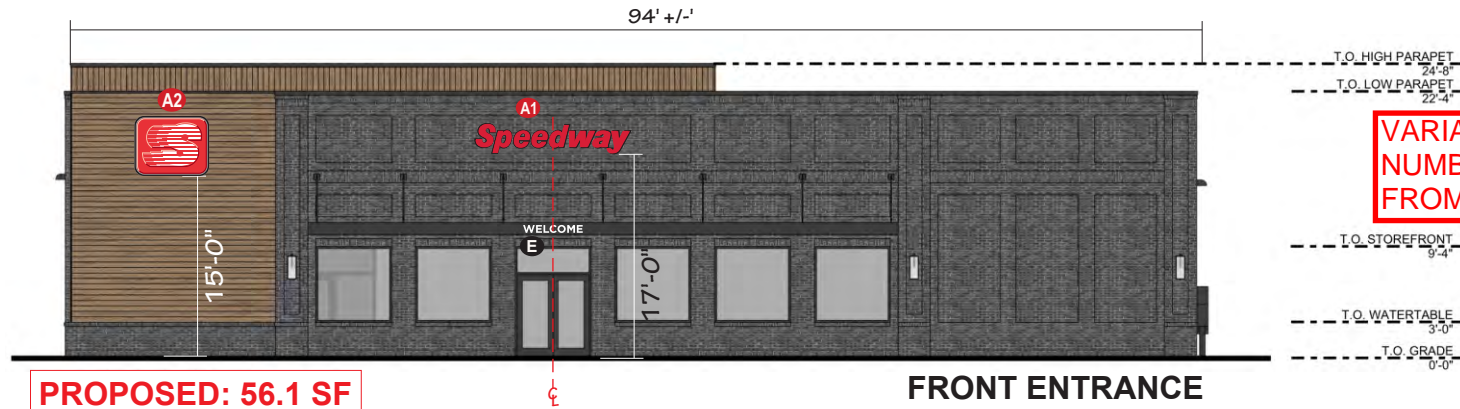 94' +/-'
T.O. HIGH PARAPET
24'-8"
T.O. LOW PARAPET
22'-4"
A2
A1
S
Speedway
VARIA
NUMB
FROM
WELCOME
E
15'-0"
17'-0"
T.O. STOREFRONT
9'-4"
T.O. WATERTABLE
3'-0"
T.O. GRADE
0'-0"
PROPOSED: 56.1 SF
℄
FRONT ENTRANCE